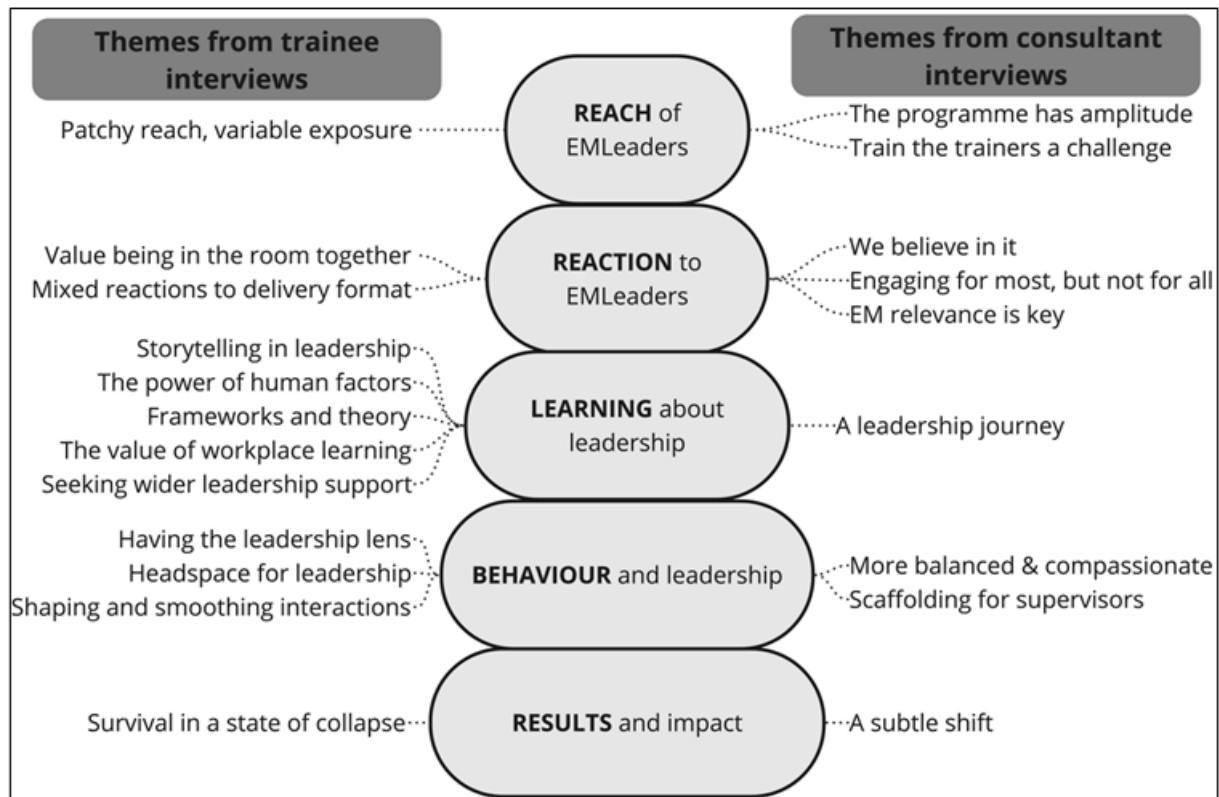 Themes from trainee
interviews
Themes from consultant
interviews
REACH of
EMLeaders
Patchy reach, variable exposure
The programme has amplitude
Train the trainers a challenge
REACTION to
EMLeaders
Value being in the room together
Mixed reactions to delivery format
We believe in it
Engaging for most, but not for all
EM relevance is key
LEARNING about
leadership
Storytelling in leadership
The power of human factors
Frameworks and theory
The value of workplace learning
Seeking wider leadership support
A leadership journey
BEHAVIOUR and leadership
Having the leadership lens
Headspace for leadership
Shaping and smoothing interactions
More balanced & compassionate
Scaffolding for supervisors
RESULTS and impact
Survival in a state of collapse
A subtle shift